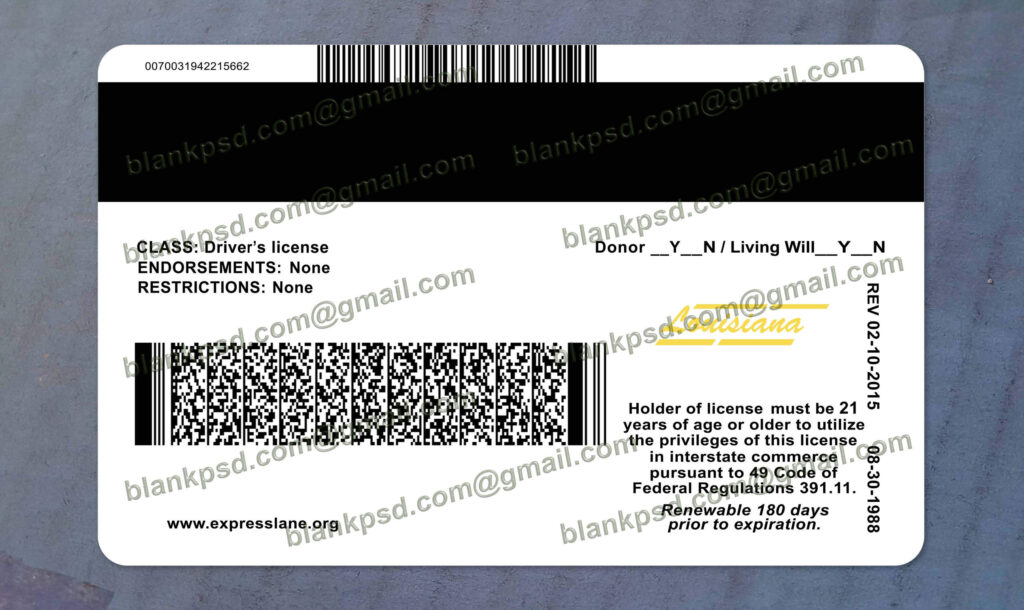 0070031942215662
blankpsd.com@gmail.com
blankpsd.com@gmail.com
blankpsd.com@gmail.com
blankpsd.com@gmail.com
CLASS: Driver's license
ENDORSEMENTS: None
RESTRICTIONS: None
Donor __Y__N / Living Will__Y__N
blankpsd.com@gmail.com
blankpsd.com@gmail.com
Louisiana
REV 02-10-2015
08-30-1988
Holder of license must be 21
years of age or older to utilize
the privileges of this license
in interstate commerce
pursuant to 49 Code of
Federal Regulations 391.11.
Renewable 180 days
prior to expiration.
blankpsd.com@gmail.com
blankpsd.com@gmail.com
blankpsd.com@gmail.com
blankpsd.com@gmail.com
www.expresslane.org